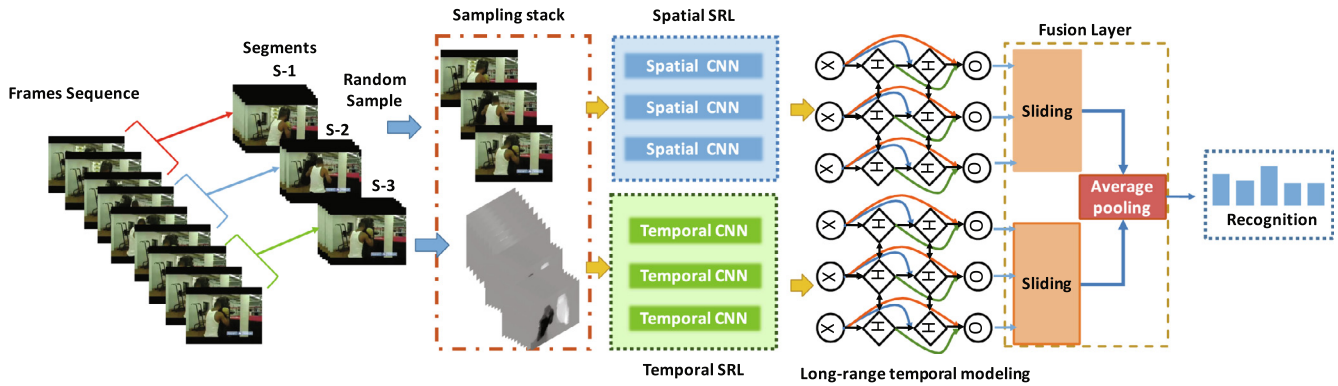 Frames Sequence
Segments
S-1
S-2
S-3
Random
Sample
Sampling stack
Spatial SRL
Spatial CNN
Spatial CNN
Spatial CNN
Temporal CNN
Temporal CNN
Temporal CNN
Temporal SRL
X H H O
X H H O
X H H O
X H H O
X H H O
X H H O
Long-range temporal modeling
Fusion Layer
Sliding
Sliding
Average
pooling
Recognition